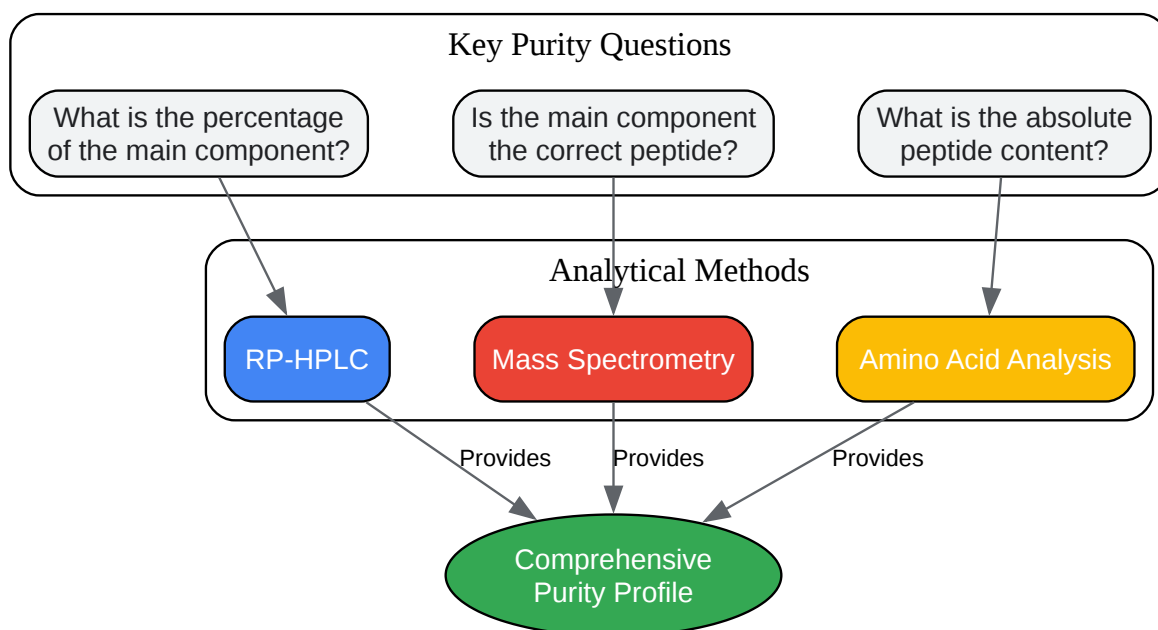 Key Purity Questions
What is the percentage
of the main component?
Is the main component
the correct peptide?
What is the absolute
peptide content?
Analytical Methods
RP-HPLC
Mass Spectrometry
Amino Acid Analysis
Provides
Provides
Provides
Comprehensive
Purity Profile